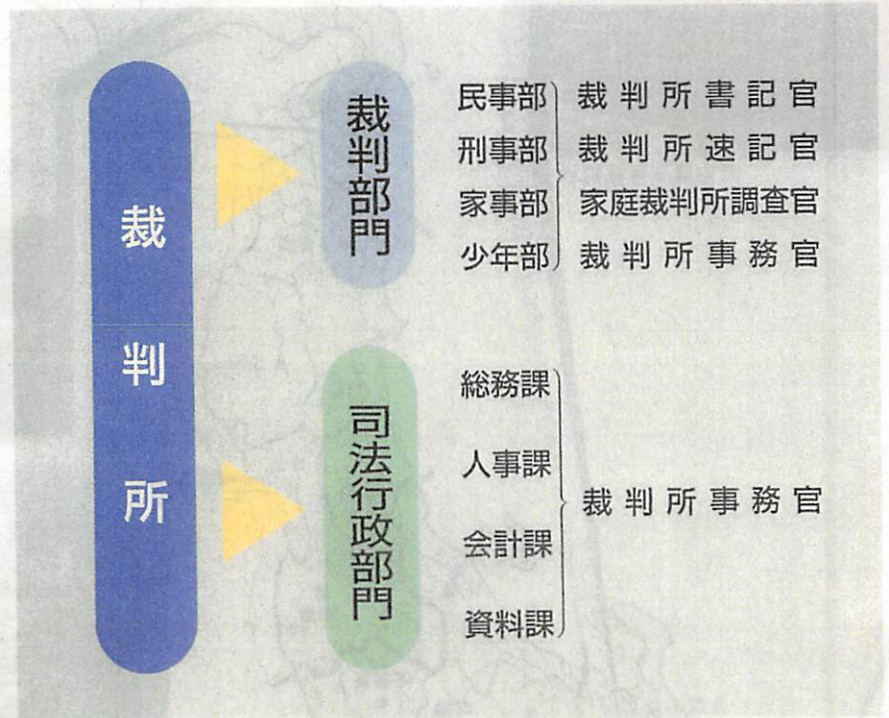 裁判所
裁判部門
民事部
刑事部
家事部
少年部
裁判所書記官
裁判所速記官
家庭裁判所調査官
裁判所事務官
司法行政部門
総務課
人事課
会計課
資料課
裁判所事務官